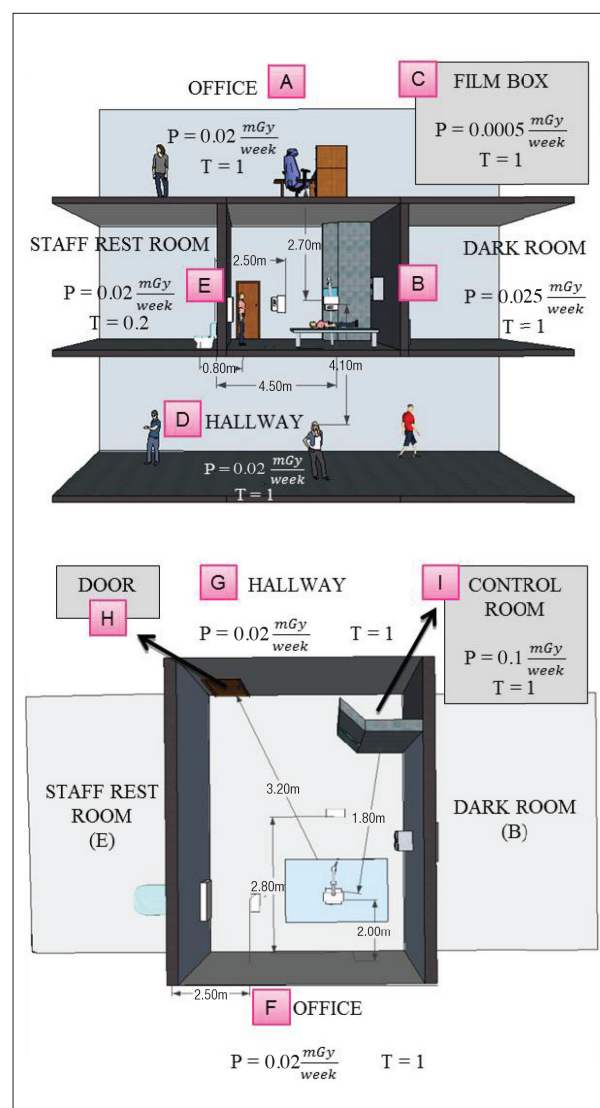 OFFICE A
P = 0.02 mGy/week
T = 1
C FILM BOX
P = 0.0005 mGy/week
T = 1
2.70m
STAFF REST ROOM
2.50m
E
P = 0.02 mGy/week
T = 0.2
DARK ROOM
B
P = 0.025 mGy/week
T = 1
0.80m
4.50m
4.10m
D HALLWAY
P = 0.02 mGy/week
T = 1
DOOR
H
G HALLWAY
P = 0.02 mGy/week T = 1
I CONTROL
ROOM
P = 0.1 mGy/week
T = 1
STAFF REST
ROOM
(E)
3.20m
1.80m
DARK ROOM
(B)
2.80m
2.00m
2.50m
F OFFICE
P = 0.02 mGy/week T = 1